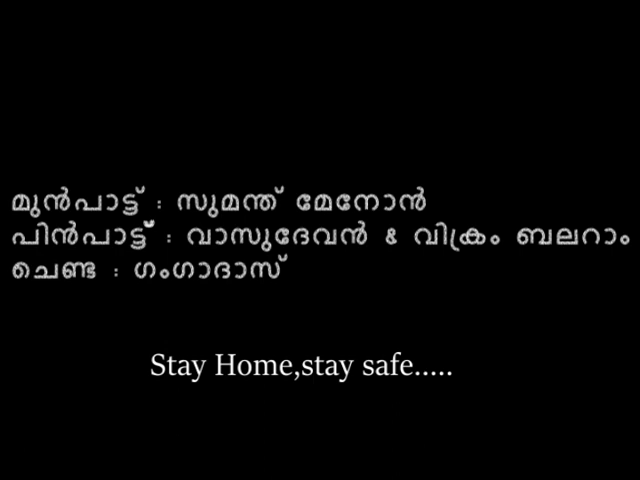 മുൻപാട്ട് : സുമന്ത് മേനോൻ
പിൻപാട്ട് : വാസുദേവൻ & വിക്രം ബലറാം
ചെണ്ട : ഗംഗാദാസ്
Stay Home,stay safe.....